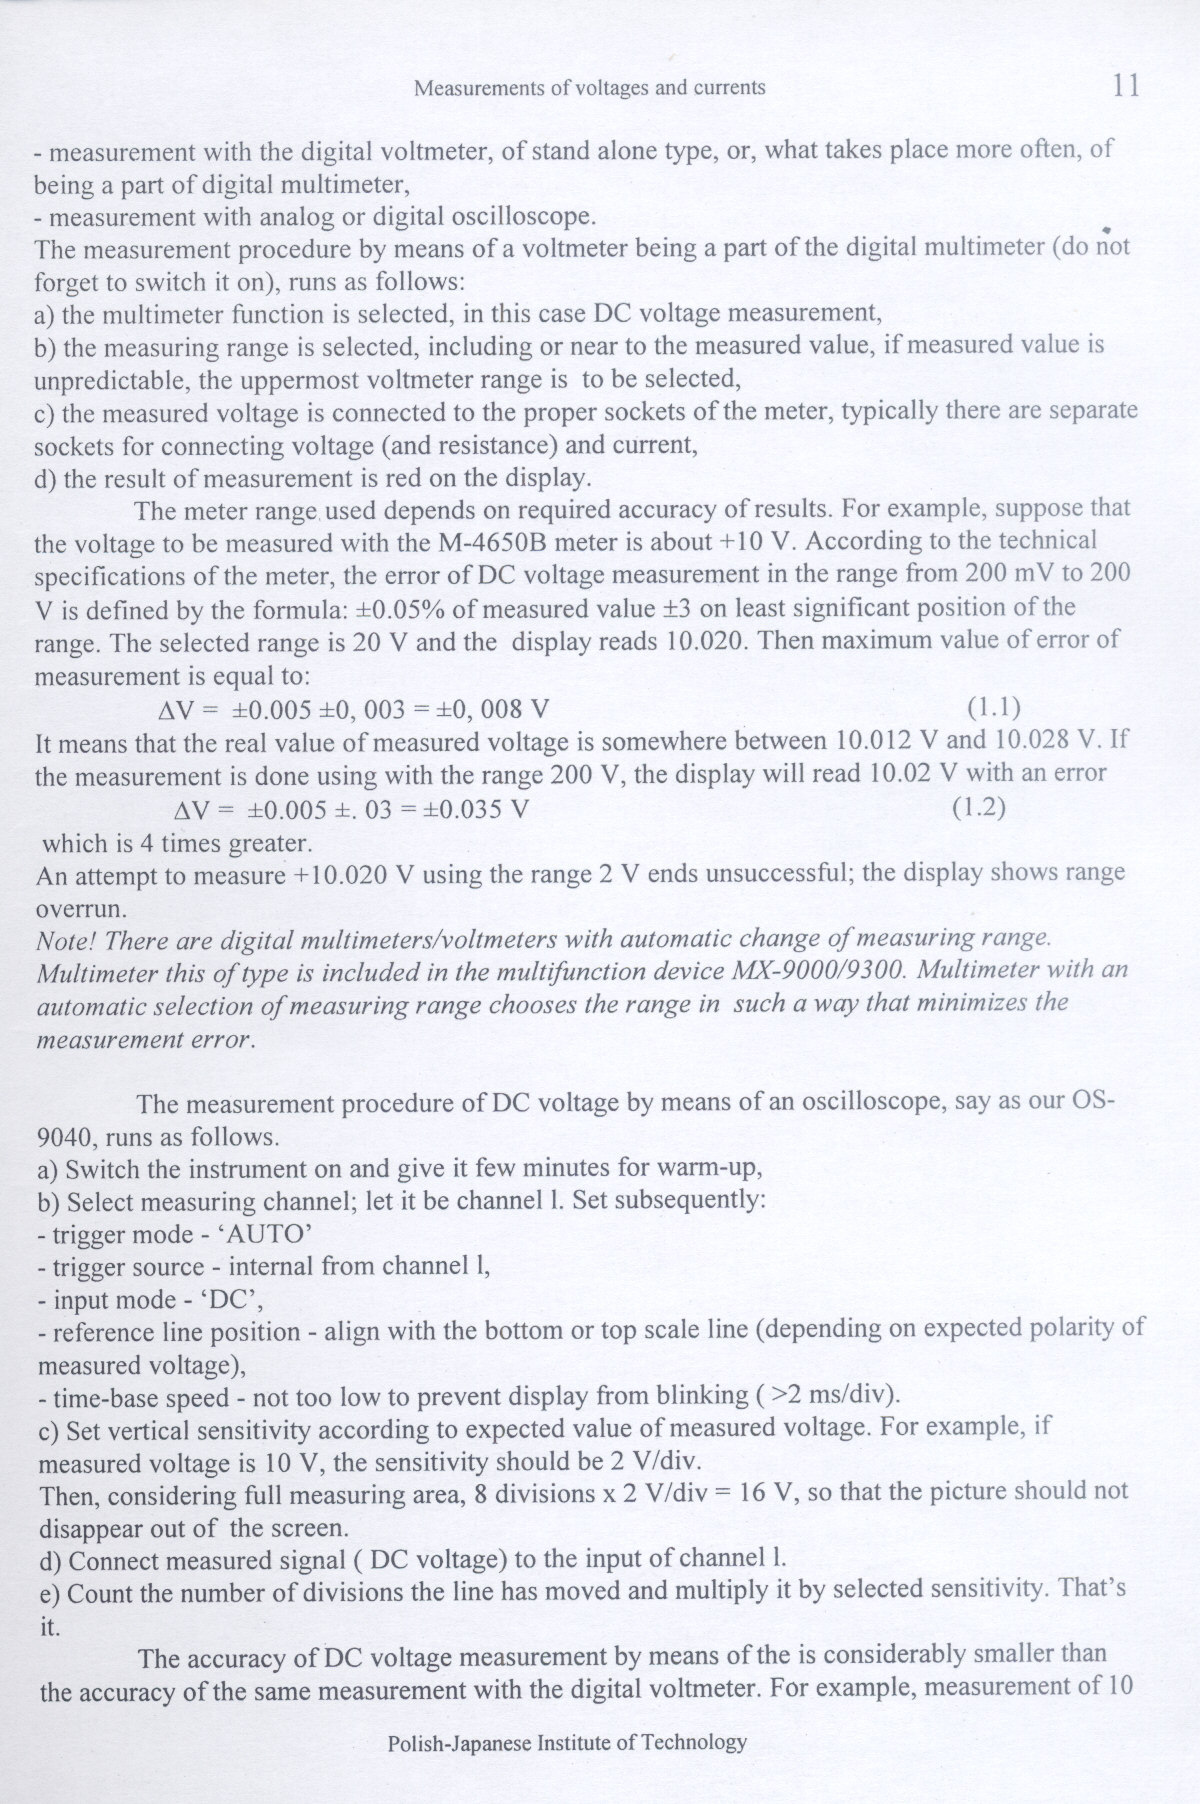 Measurements of voltages and currents 11
- measurement with the digital voltmeter, of stand alone type, or, what takes place more often, of
being a part of digital multimeter,
- measurement with analog or digital oscilloscope.
The measurement procedure by means of a voltmeter being a part of the digital multimeter (do not
forget to switch it on), runs as follows:
a) the multimeter function is selected, in this case DC voltage measurement,
b) the measuring range is selected, including or near to the measured value, if measured value is
unpredictable, the uppermost voltmeter range is to be selected,
c) the measured voltage is connected to the proper sockets of the meter, typically there are separate
sockets for connecting voltage (and resistance) and current,
d) the result of measurement is red on the display.
The meter range used depends on required accuracy of results. For example, suppose that
the voltage to be measured with the M-4650B meter is about +10 V. According to the technical
specifications of the meter, the error of DC voltage measurement in the range from 200 mV to 200
V is defined by the formula: ±0.05% of measured value ±3 on least significant position of the
range. The selected range is 20 V and the display reads 10.020. Then maximum value of error of
measurement is equal to:
ΔV = ±0.005 ±0, 003 = ±0, 008 V (1.1)
It means that the real value of measured voltage is somewhere between 10.012 V and 10.028 V. If
the measurement is done using with the range 200 V, the display will read 10.02 V with an error
ΔV = ±0.005 ±. 03 = ±0.035 V (1.2)
which is 4 times greater.
An attempt to measure +10.020 V using the range 2 V ends unsuccessful; the display shows range
overrun.
Note! There are digital multimeters/voltmeters with automatic change of measuring range.
Multimeter this of type is included in the multifunction device MX-9000/9300. Multimeter with an
automatic selection of measuring range chooses the range in such a way that minimizes the
measurement error.
The measurement procedure of DC voltage by means of an oscilloscope, say as our OS-
9040, runs as follows.
a) Switch the instrument on and give it few minutes for warm-up,
b) Select measuring channel; let it be channel l. Set subsequently:
- trigger mode - ‘AUTO’
- trigger source - internal from channel l,
- input mode - ‘DC’,
- reference line position - align with the bottom or top scale line (depending on expected polarity of
measured voltage),
- time-base speed - not too low to prevent display from blinking ( >2 ms/div).
c) Set vertical sensitivity according to expected value of measured voltage. For example, if
measured voltage is 10 V, the sensitivity should be 2 V/div.
Then, considering full measuring area, 8 divisions x 2 V/div = 16 V, so that the picture should not
disappear out of the screen.
d) Connect measured signal ( DC voltage) to the input of channel l.
e) Count the number of divisions the line has moved and multiply it by selected sensitivity. That’s
it.
The accuracy of DC voltage measurement by means of the is considerably smaller than
the accuracy of the same measurement with the digital voltmeter. For example, measurement of 10
Polish-Japanese Institute of Technology